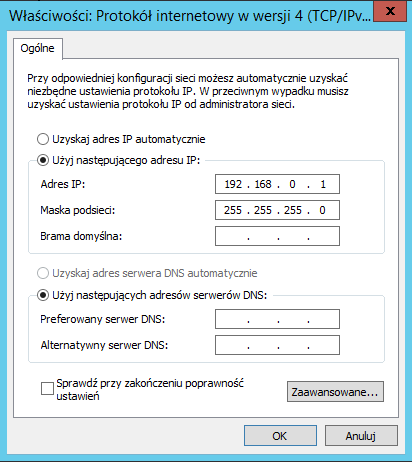 Właściwości: Protokół internetowy w wersji 4 (TCP/IPv...
x
Ogólne
Przy odpowiedniej konfiguracji sieci możesz automatycznie uzyskać
niezbędne ustawienia protokołu IP. W przeciwnym wypadku musisz
uzyskać ustawienia protokołu IP od administratora sieci.
Uzyskaj adres IP automatycznie
Użyj następującego adresu IP:
Adres IP: 192 . 168 . 0 . 1
Maska podsieci: 255 . 255 . 255 . 0
Brama domyślna: . . .
Uzyskaj adres serwera DNS automatycznie
Użyj następujących adresów serwerów DNS:
Preferowany serwer DNS: . . .
Alternatywny serwer DNS: . . .
Sprawdź przy zakończeniu poprawność
ustawień
Zaawansowane...
OK Anuluj